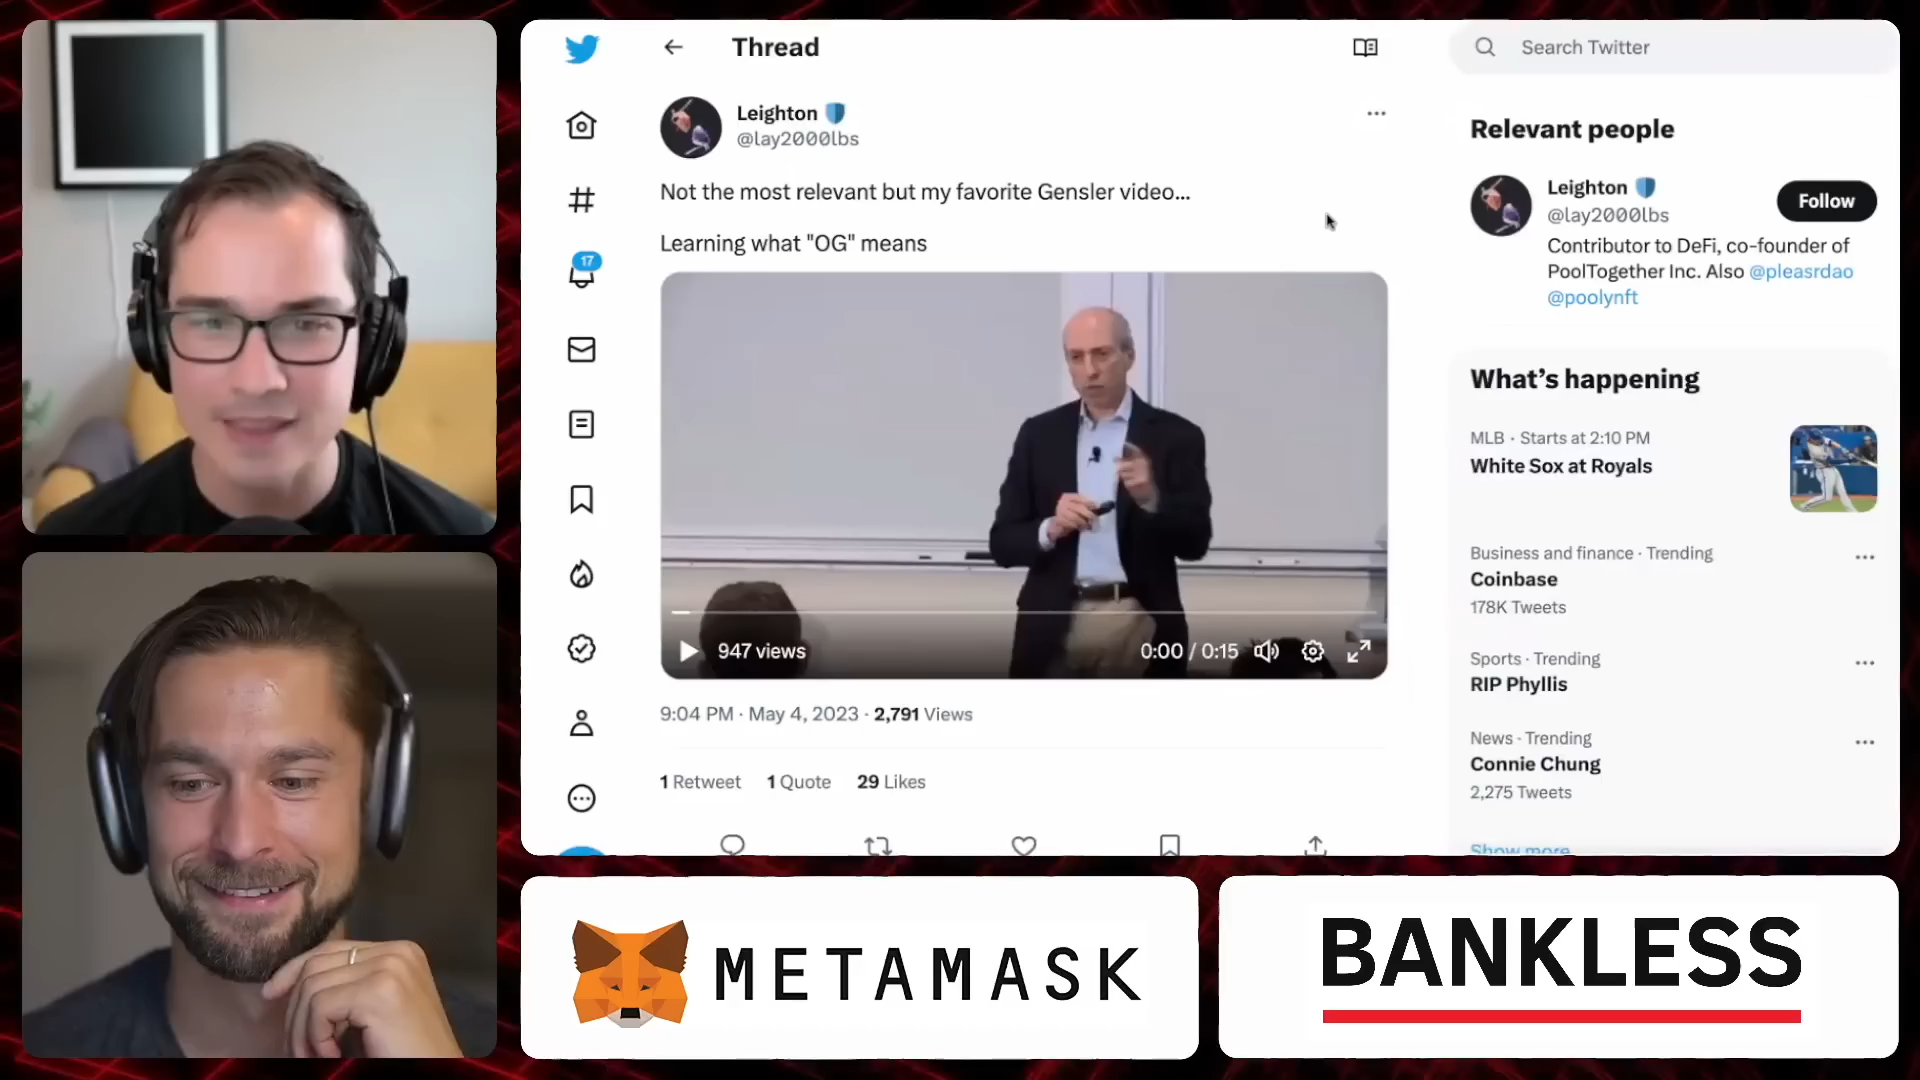 Thread
Search Twitter
Leighton
@lay2000lbs
Not the most relevant but my favorite Gensler video...
Learning what "OG" means
17
947 views
0:00 / 0:15
9:04 PM · May 4, 2023 · 2,791 Views
1 Retweet 1 Quote 29 Likes
Relevant people
Leighton
@lay2000lbs
Follow
Contributor to DeFi, co-founder of
PoolTogether Inc. Also @pleasrdao
@poolynft
What's happening
MLB · Starts at 2:10 PM
White Sox at Royals
Business and finance · Trending
Coinbase
178K Tweets
Sports · Trending
RIP Phyllis
News · Trending
Connie Chung
2,275 Tweets
Show more
METAMASK
BANKLESS